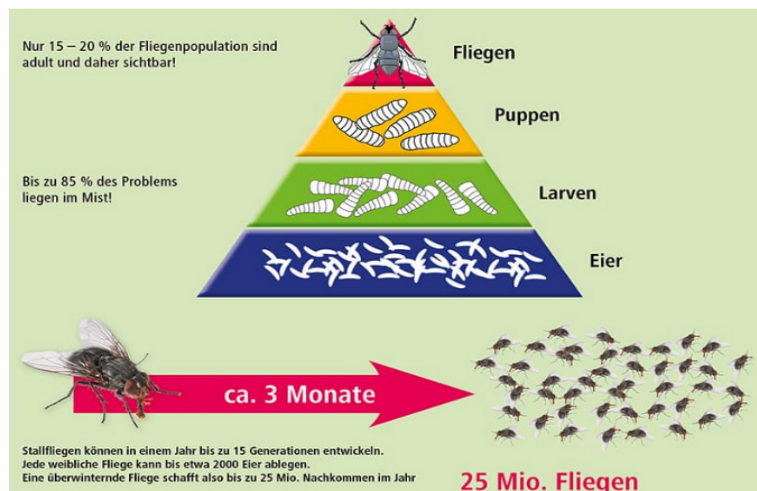 Nur 15 – 20 % der Fliegenpopulation sind
adult und daher sichtbar!
Fliegen
Puppen
Bis zu 85 % des Problems
liegen im Mist!
Larven
Eier
ca. 3 Monate
Stallfliegen können in einem Jahr bis zu 15 Generationen entwickeln.
Jede weibliche Fliege kann bis etwa 2000 Eier ablegen.
Eine überwinternde Fliege schafft also bis zu 25 Mio. Nachkommen im Jahr
25 Mio. Fliegen